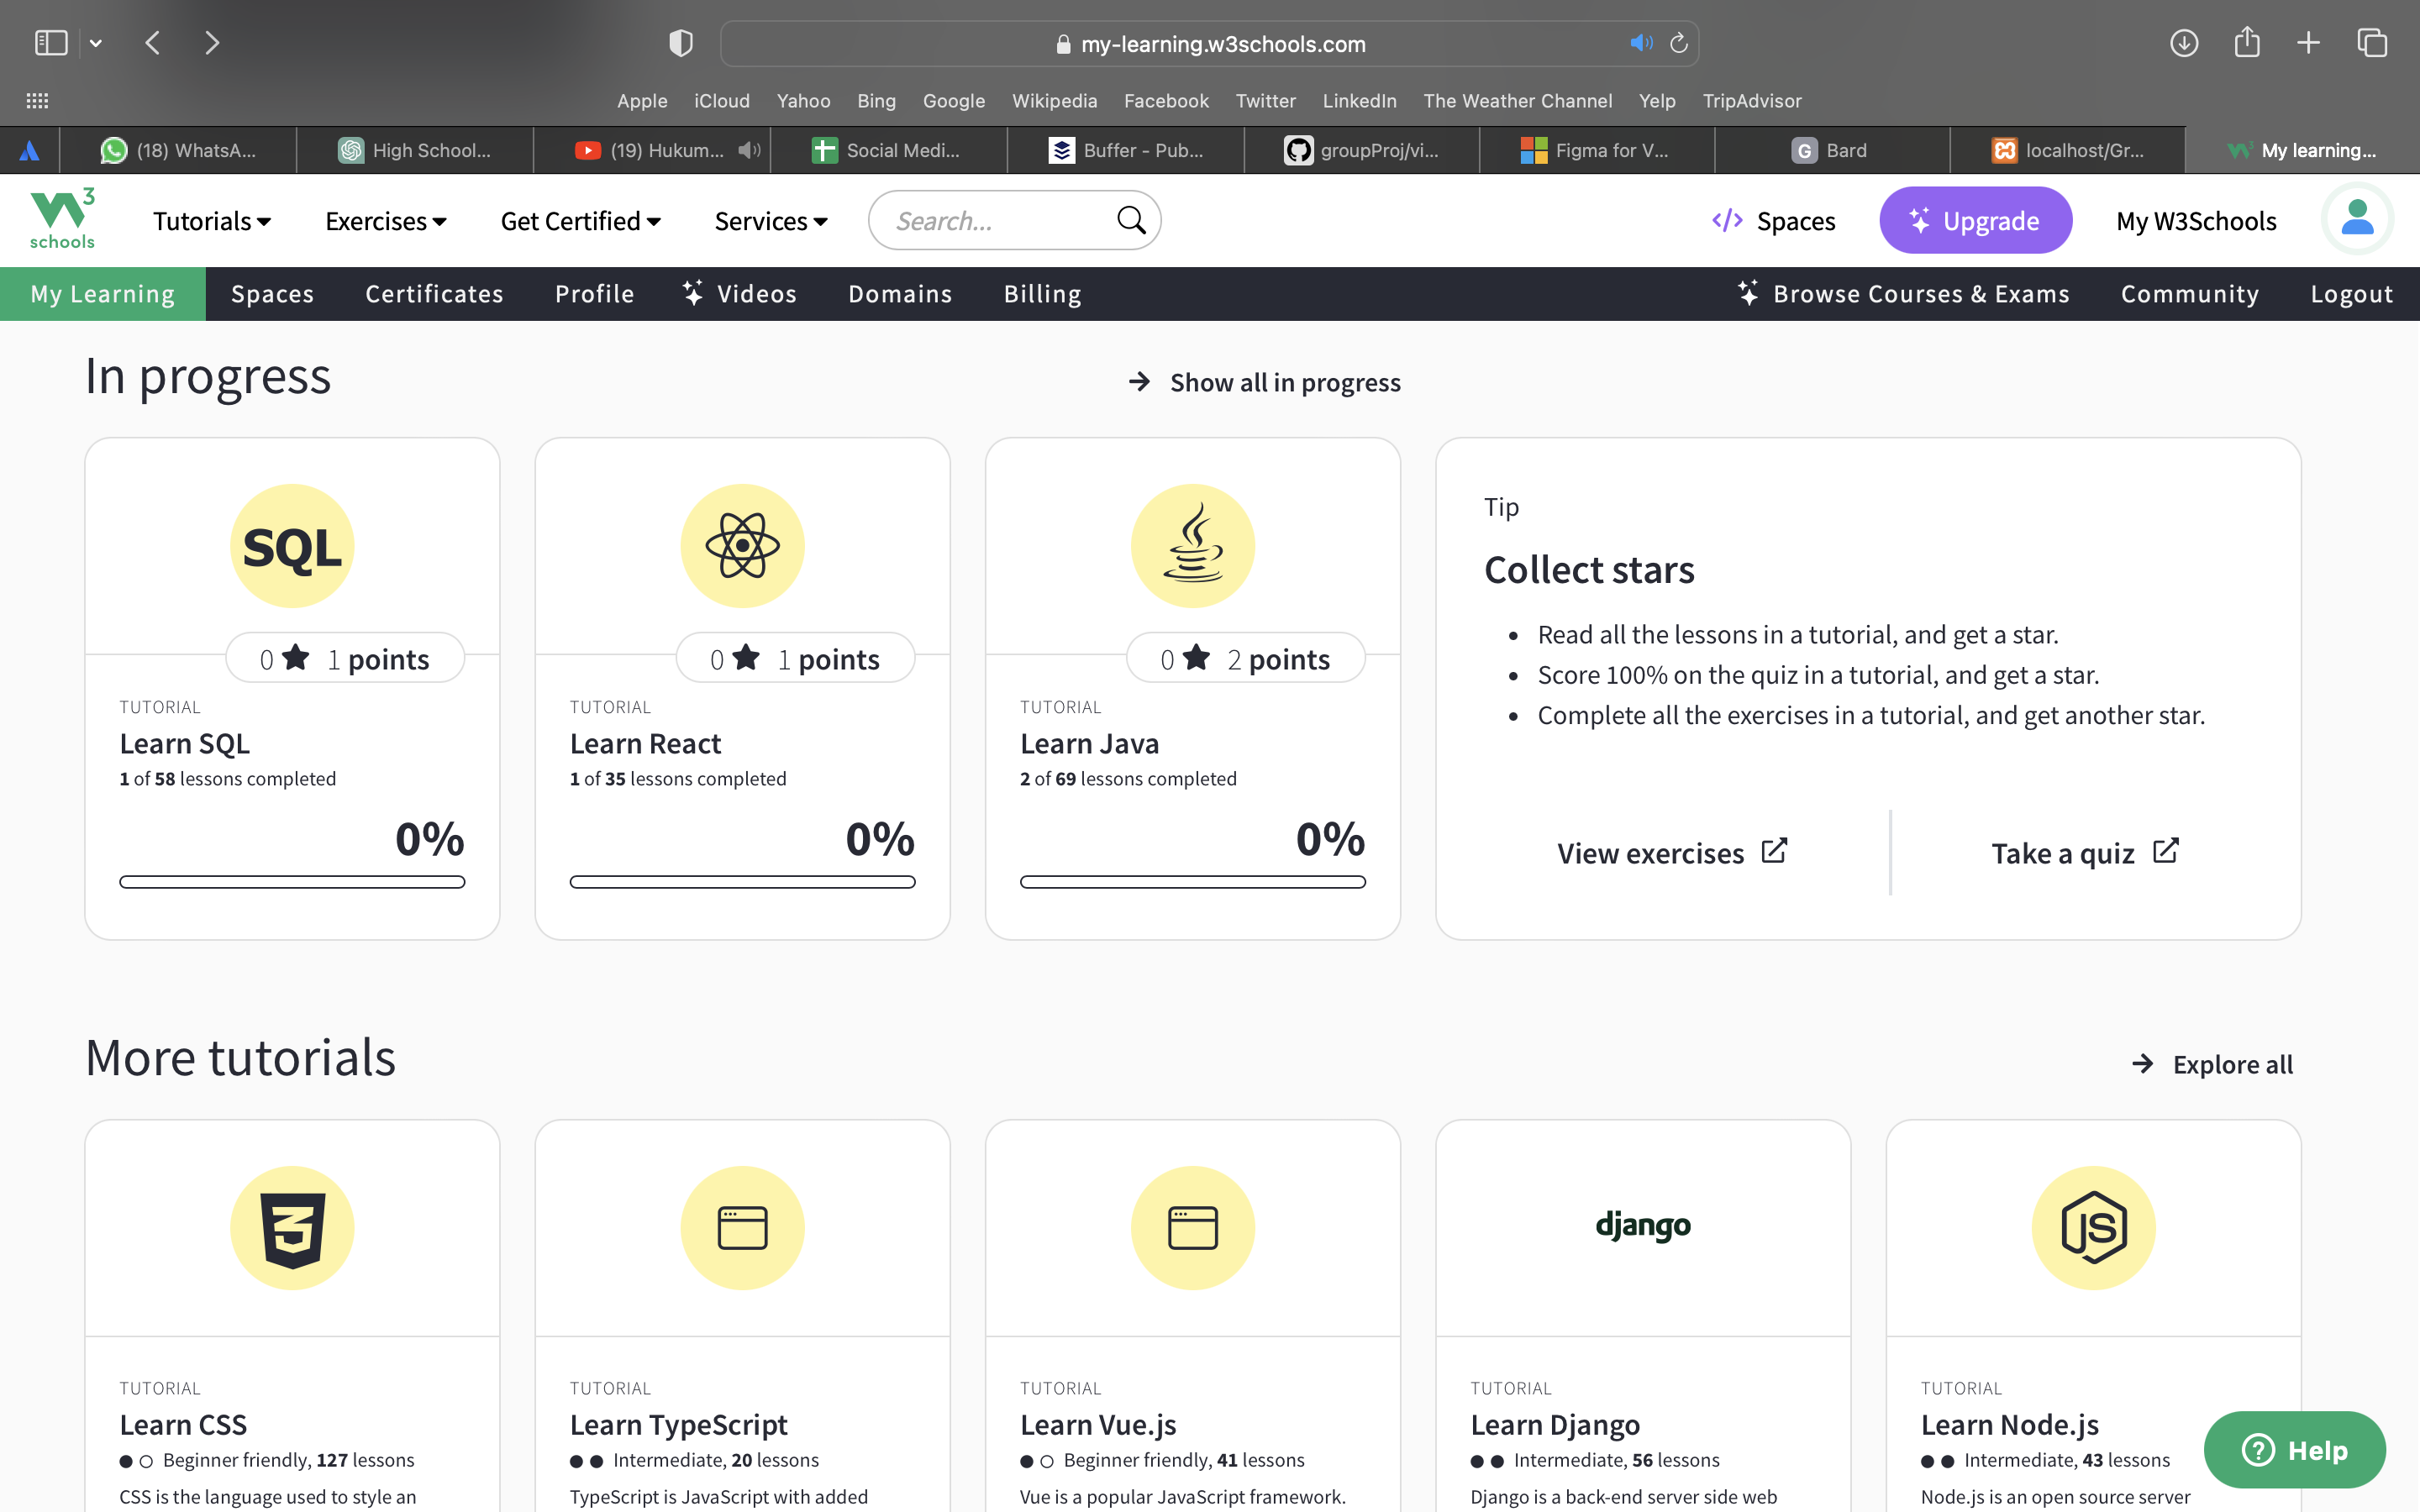 my-learning.w3schools.com
Apple iCloud Yahoo Bing Google Wikipedia Facebook Twitter LinkedIn The Weather Channel Yelp TripAdvisor
(18) WhatsA... High School... (19) Hukum... Social Medi... Buffer - Pub... groupProj/vi... Figma for V... G Bard localhost/Gr... My learning...
W3 schools Tutorials Exercises Get Certified Services Search... </> Spaces Upgrade My W3Schools
My Learning Spaces Certificates Profile Videos Domains Billing Browse Courses & Exams Community Logout
In progress
Show all in progress
SQL
0 1 points
TUTORIAL
Learn SQL
1 of 58 lessons completed
0%
0 1 points
TUTORIAL
Learn React
1 of 35 lessons completed
0%
0 2 points
TUTORIAL
Learn Java
2 of 69 lessons completed
0%
Tip
Collect stars
• Read all the lessons in a tutorial, and get a star.
• Score 100% on the quiz in a tutorial, and get a star.
• Complete all the exercises in a tutorial, and get another star.
View exercises
Take a quiz
More tutorials
Explore all
3
TUTORIAL
Learn CSS
Beginner friendly, 127 lessons
CSS is the language used to style an
TUTORIAL
Learn TypeScript
Intermediate, 20 lessons
TypeScript is JavaScript with added
TUTORIAL
Learn Vue.js
Beginner friendly, 41 lessons
Vue is a popular JavaScript framework.
django
TUTORIAL
Learn Django
Intermediate, 56 lessons
Django is a back-end server side web
JS
TUTORIAL
Learn Node.js
Intermediate, 43 lessons
Node.js is an open source server
? Help